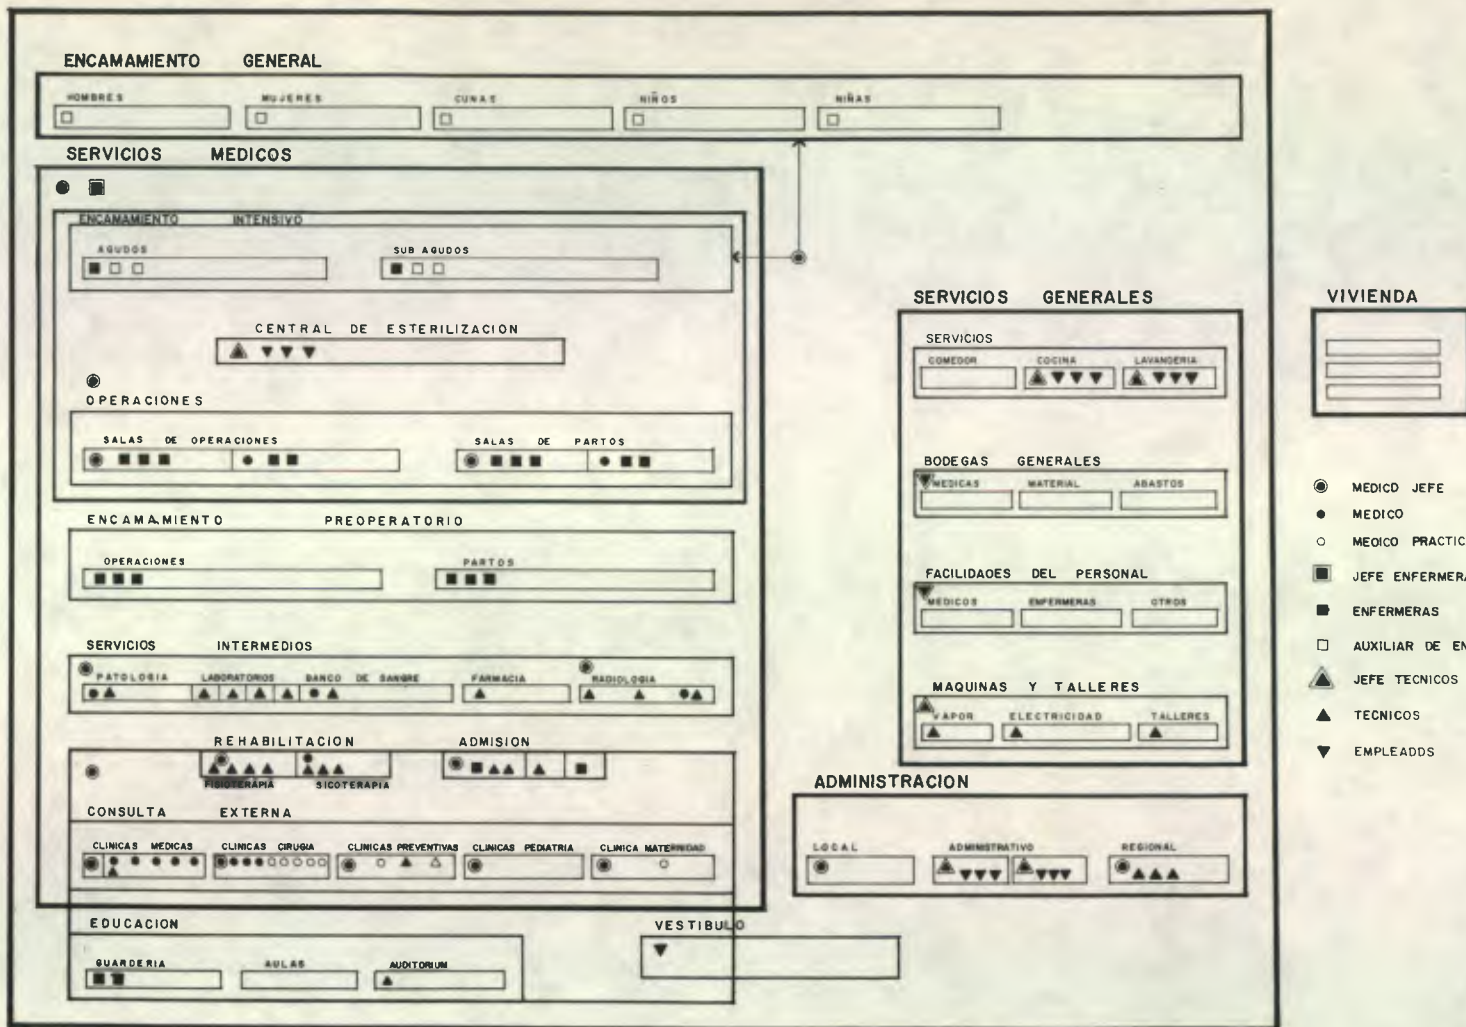 ENCAMAMIENTO GENERAL
HOMBRES MUJERES CUNAS NIÑOS NIÑAS
SERVICIOS MEDICOS
ENCAMAMIENTO INTENSIVO
AGUDOS SUB AGUDOS
CENTRAL DE ESTERILIZACION
OPERACIONES
SALAS DE OPERACIONES SALAS DE PARTOS
ENCAMAMIENTO PREOPERATORIO
OPERACIONES PARTOS
SERVICIOS INTERMEDIOS
PATOLOGIA LABORATORIOS BANCO DE SANGRE FARMACIA RADIOLOGIA
REHABILITACION ADMISION
FISIOTERAPIA SICOTERAPIA
CONSULTA EXTERNA
CLINICAS MEDICAS CLINICAS CIRUGIA CLINICAS PREVENTIVAS CLINICAS PEDIATRIA CLINICA MATERNIDAD
EDUCACION
GUARDERIA AULAS AUDITORIUM
VESTIBULO
SERVICIOS GENERALES
SERVICIOS
COMEDOR COCINA LAVANDERIA
BODEGAS GENERALES
MEDICAS MATERIAL ABASTOS
FACILIDADES DEL PERSONAL
MEDICOS ENFERMERAS OTROS
MAQUINAS Y TALLERES
VAPOR ELECTRICIDAD TALLERES
ADMINISTRACION
LOCAL ADMINISTRATIVO REGIONAL
VIVIENDA
MEDICO JEFE
MEDICO
MEDICO PRACTIC
JEFE ENFERMERA
ENFERMERAS
AUXILIAR DE EN
JEFE TECNICOS
TECNICOS
EMPLEADOS